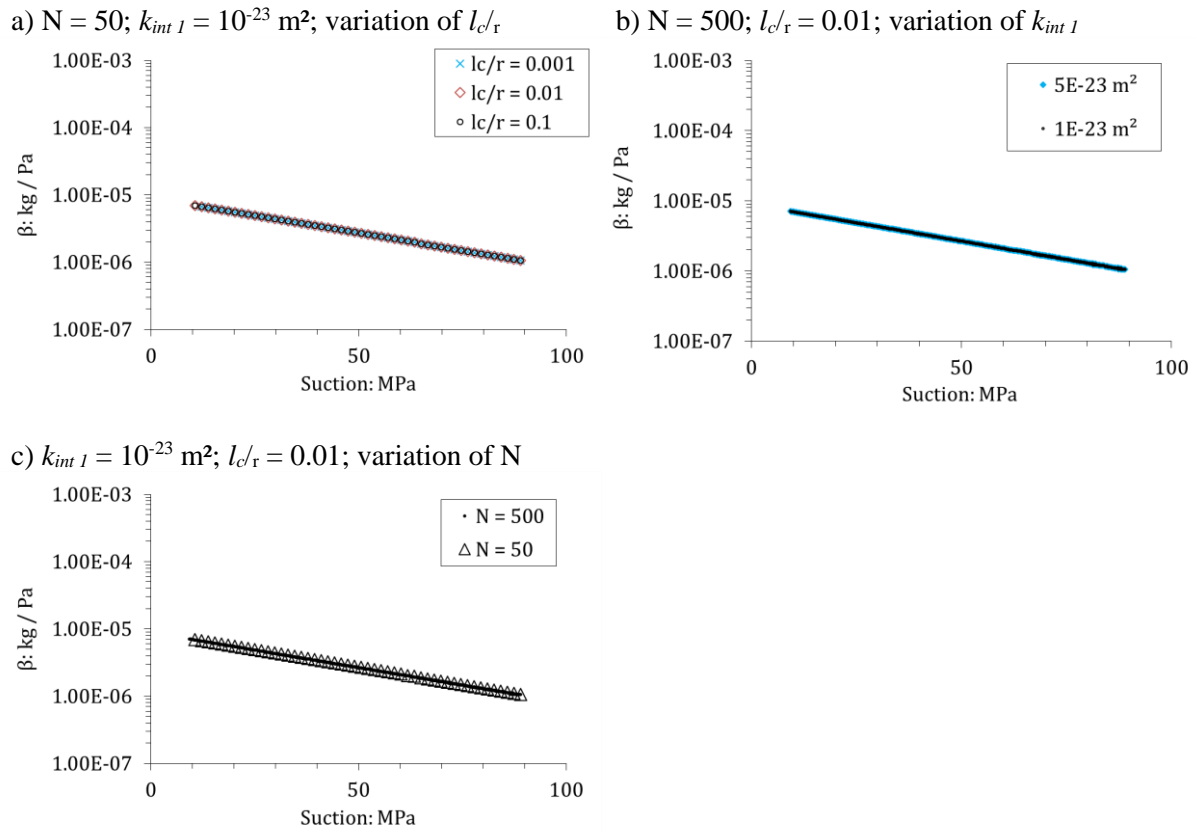 a) N = 50; k_int 1 = 10⁻²³ m²; variation of l_c/r
1.00E-03
1.00E-04
1.00E-05
1.00E-06
1.00E-07
β: kg / Pa
lc/r = 0.001
lc/r = 0.01
lc/r = 0.1
0 50 100
Suction: MPa
b) N = 500; l_c/r = 0.01; variation of k_int 1
1.00E-03
1.00E-04
1.00E-05
1.00E-06
1.00E-07
β: kg / Pa
5E-23 m²
1E-23 m²
0 50 100
Suction: MPa
c) k_int 1 = 10⁻²³ m²; l_c/r = 0.01; variation of N
1.00E-03
1.00E-04
1.00E-05
1.00E-06
1.00E-07
β: kg / Pa
N = 500
N = 50
0 50 100
Suction: MPa